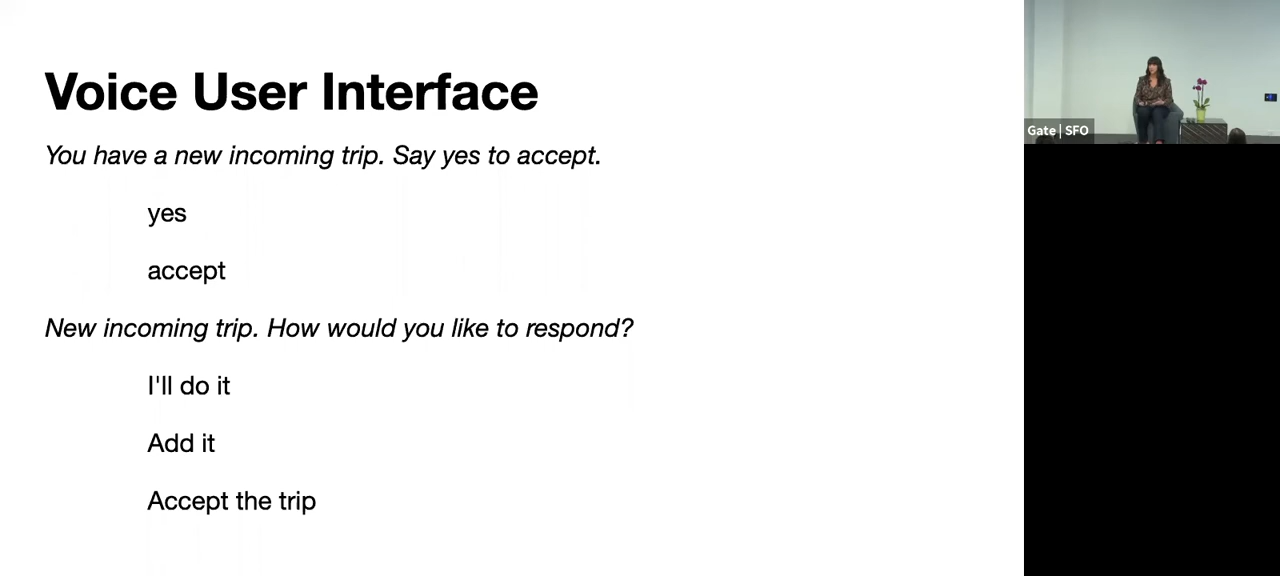 Voice User Interface
You have a new incoming trip. Say yes to accept.
yes
accept
New incoming trip. How would you like to respond?
I'll do it
Add it
Accept the trip
Gate | SFO